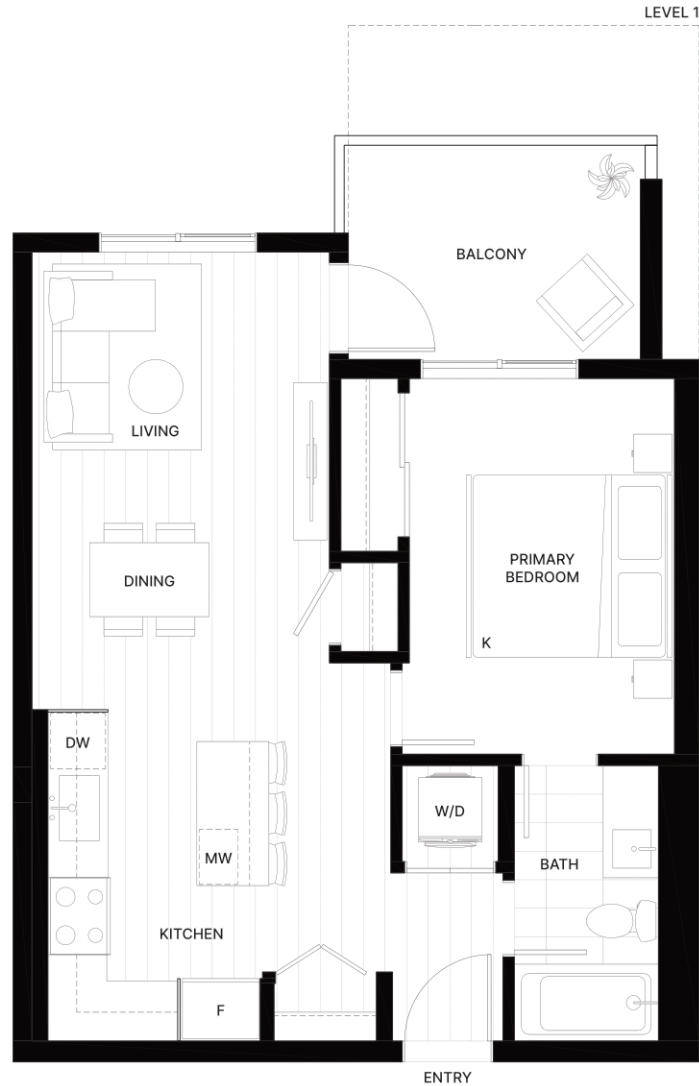 LEVEL 1
BALCONY
LIVING
DINING
PRIMARY
BEDROOM
K
DW
W/D
MW
BATH
KITCHEN
F
ENTRY